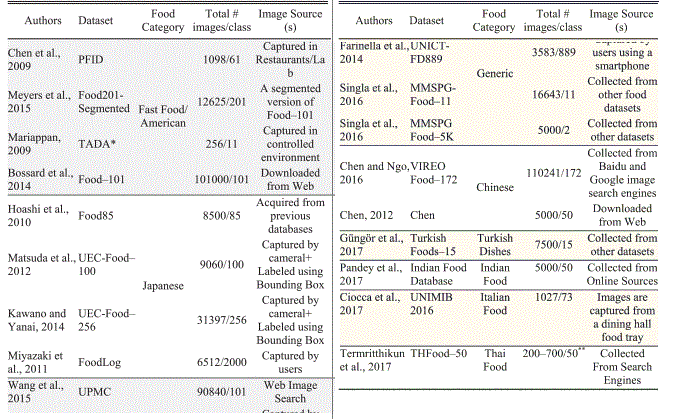 Authors Dataset Food Category Total # images/class Image Source (s)
Chen et al., 2009 PFID 1098/61 Captured in Restaurants/Lab
Meyers et al., 2015 Food201-Segmented Fast Food/American 12625/201 A segmented version of Food–101
Mariappan, 2009 TADA* 256/11 Captured in controlled environment
Bossard et al., 2014 Food–101 101000/101 Downloaded from Web
Hoashi et al., 2010 Food85 8500/85 Acquired from previous databases
Matsuda et al., 2012 UEC-Food–100 Japanese 9060/100 Captured by camera+ Labeled using Bounding Box
Kawano and Yanai, 2014 UEC-Food–256 31397/256 Captured by camera+ Labeled using Bounding Box
Miyazaki et al., 2011 FoodLog 6512/2000 Captured by users
Wang et al., 2015 UPMC 90840/101 Web Image Search
Authors Dataset Food Category Total # images/class Image Source (s)
Farinella et al., 2014 UNICT-FD889 Generic 3583/889 users using a smartphone
Singla et al., 2016 MMSPG-Food–11 16643/11 Collected from other food datasets
Singla et al., 2016 MMSPG Food–5K 5000/2 Collected from other datasets
Chen and Ngo, 2016 VIREO Food–172 Chinese 110241/172 Collected from Baidu and Google image search engines
Chen, 2012 Chen 5000/50 Downloaded from Web
Güngör et al., 2017 Turkish Foods–15 Turkish Dishes 7500/15 Collected from other datasets
Pandey et al., 2017 Indian Food Database Indian Food 5000/50 Collected from Online Sources
Ciocca et al., 2017 UNIMIB 2016 Italian Food 1027/73 Images are captured from a dining hall food tray
Termritthikun et al., 2017 THFood–50 Thai Food 200–700/50** Collected From Search Engines